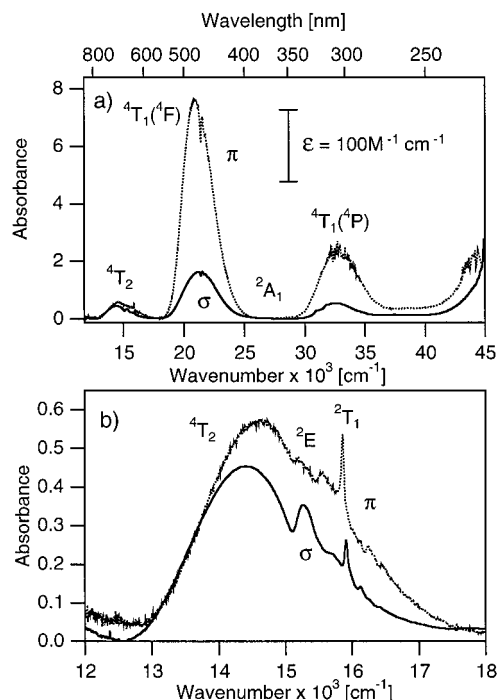 Wavelength [nm]
800 600 500 400 350 300 250
a)
⁴T₁(⁴F)
π
ε = 100M⁻¹ cm⁻¹
⁴T₂
σ
²A₁
⁴T₁(⁴P)
Absorbance
8
6
4
2
0
15 20 25 30 35 40 45
Wavenumber x 10³ [cm⁻¹]
b)
⁴T₂
²E
²T₁
π
σ
Absorbance
0.6
0.5
0.4
0.3
0.2
0.1
0.0
12 13 14 15 16 17 18
Wavenumber x 10³ [cm⁻¹]